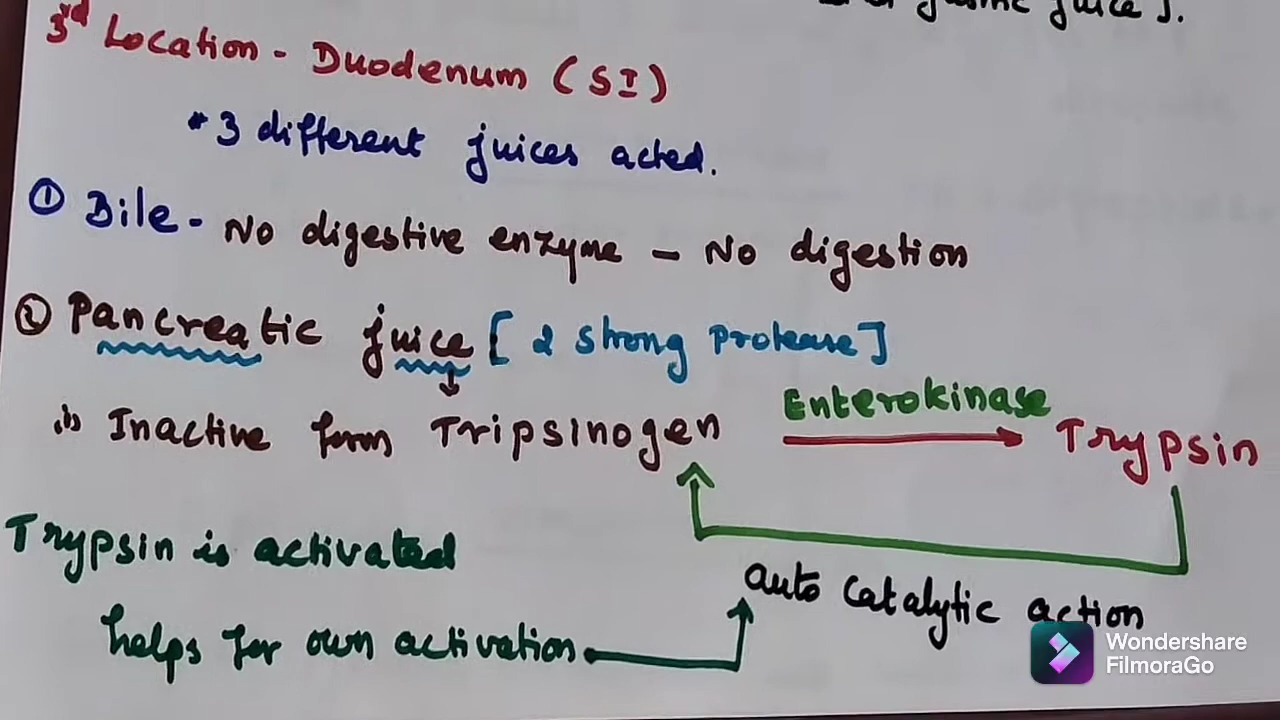 gastric juice ].
3rd Location - Duodenum (SI)
* 3 different juices acted.
① Bile - No digestive enzyme - No digestion
② Pancreatic juice [ 2 strong protease ]
Enterokinase
i, Inactive form Tripsinogen Trypsin
Trypsin is activated
auto catalytic action
helps for own activation
Wondershare
FilmoraGo